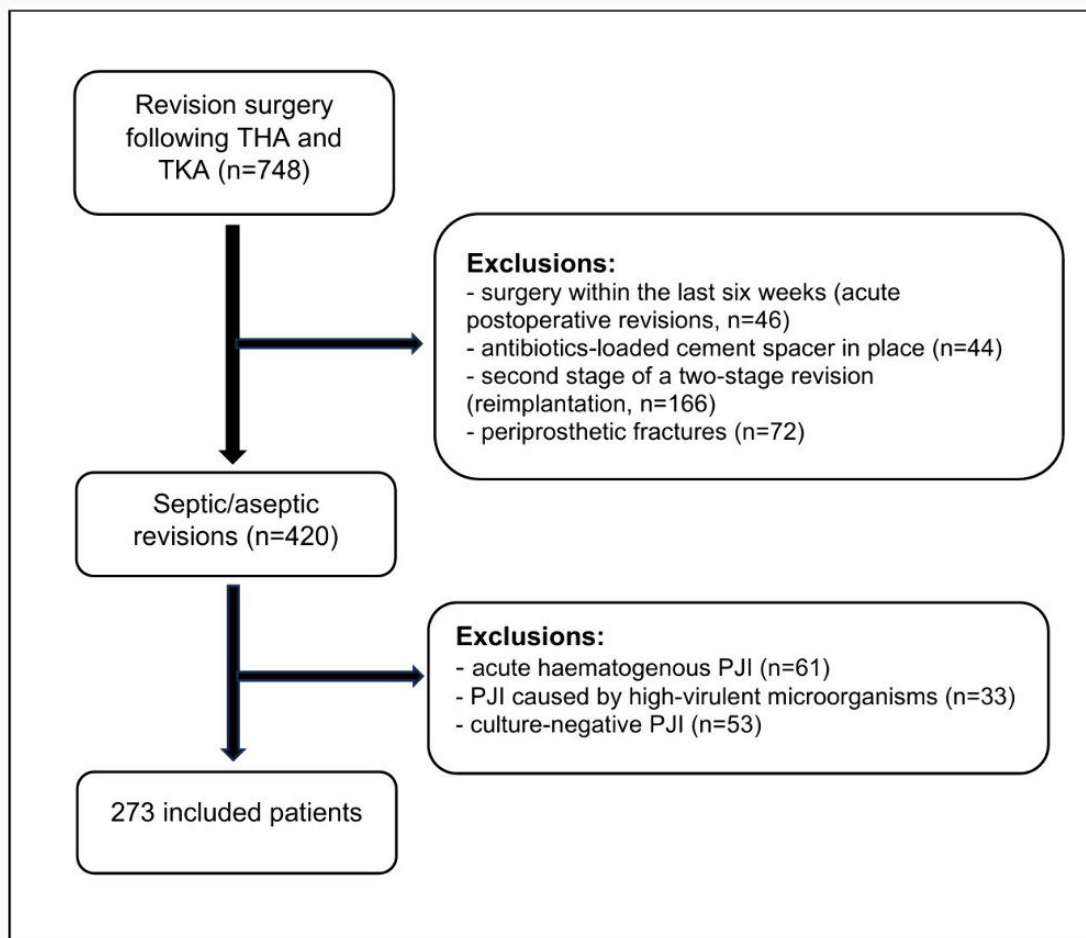 Revision surgery
following THA and
TKA (n=748)
Exclusions:
- surgery within the last six weeks (acute
postoperative revisions, n=46)
- antibiotics-loaded cement spacer in place (n=44)
- second stage of a two-stage revision
(reimplantation, n=166)
- periprosthetic fractures (n=72)
Septic/aseptic
revisions (n=420)
Exclusions:
- acute haematogenous PJI (n=61)
- PJI caused by high-virulent microorganisms (n=33)
- culture-negative PJI (n=53)
273 included patients